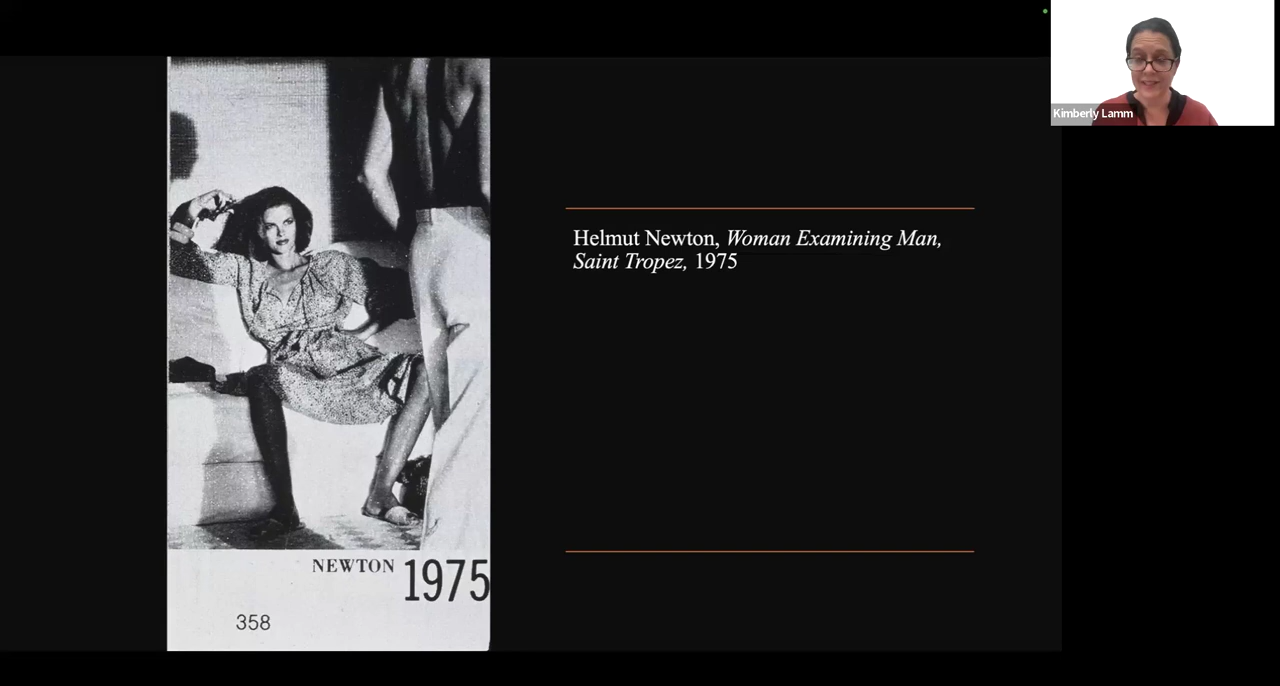 Kimberly Lamm
Helmut Newton, Woman Examining Man,
Saint Tropez, 1975
NEWTON 1975
358